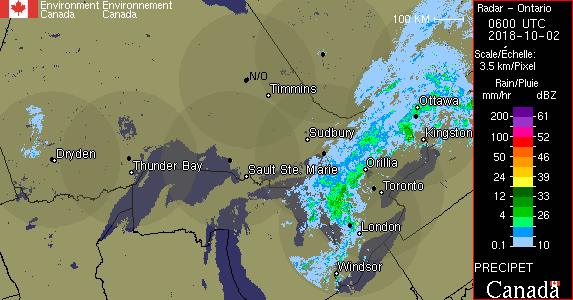 Environment Environnement
Canada Canada
100 KM
N/O
Timmins
Ottawa
Sudbury
Kingston
Dryden
Thunder Bay
Sault Ste. Marie
Orillia
Toronto
London
Windsor
Radar - Ontario
0600 UTC
2018-10-02
Scale/Échelle:
3.5 km/Pixel
Rain/Pluie
mm/hr dBZ
200 61
100 52
50 46
24 39
12 33
4 26
0.1 10
PRECIPET
Canada